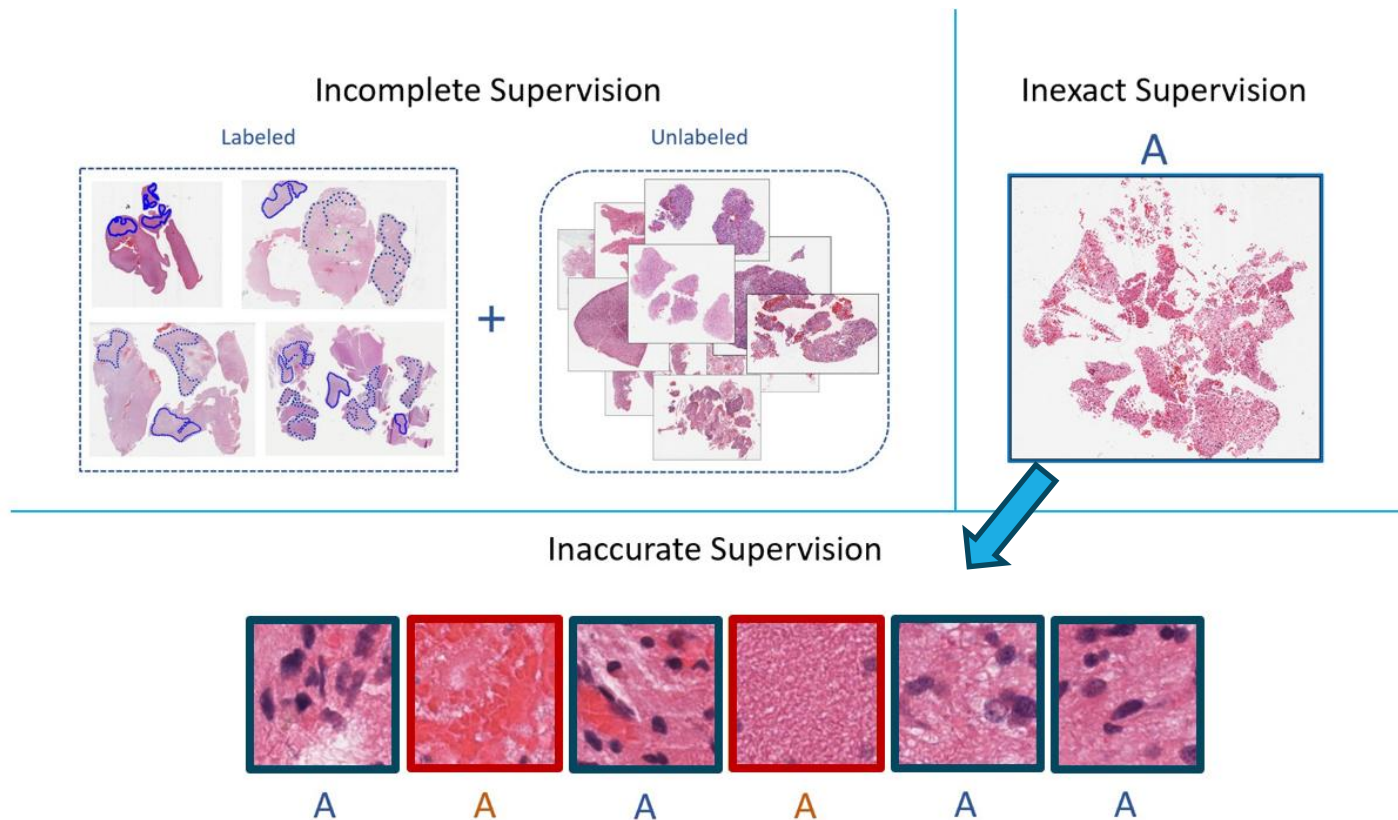 Incomplete Supervision
Labeled
Unlabeled
+
Inexact Supervision
A
Inaccurate Supervision
A A A A A A